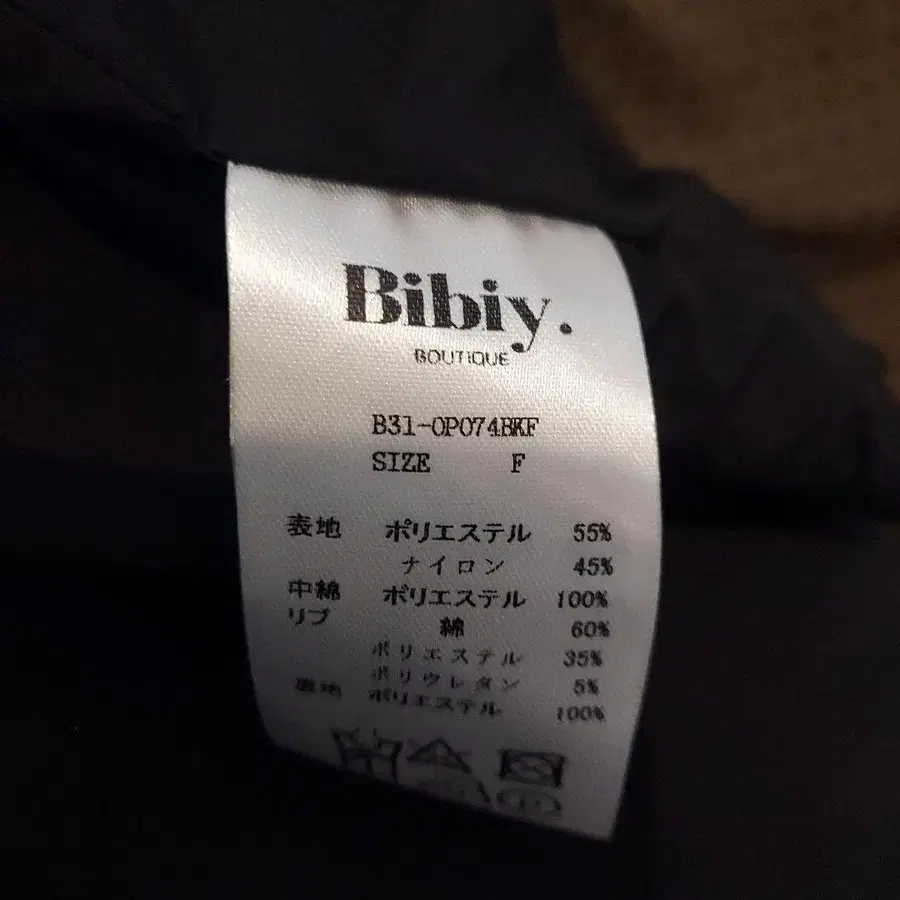 Bibiy.
BOUTIQUE
B31-OP074BKF
SIZE F
表地 ポリエステル 55%
ナイロン 45%
中綿 ポリエステル 100%
リブ 綿 60%
ポリエステル 35%
ポリウレタン 5%
裏地 ポリエステル 100%